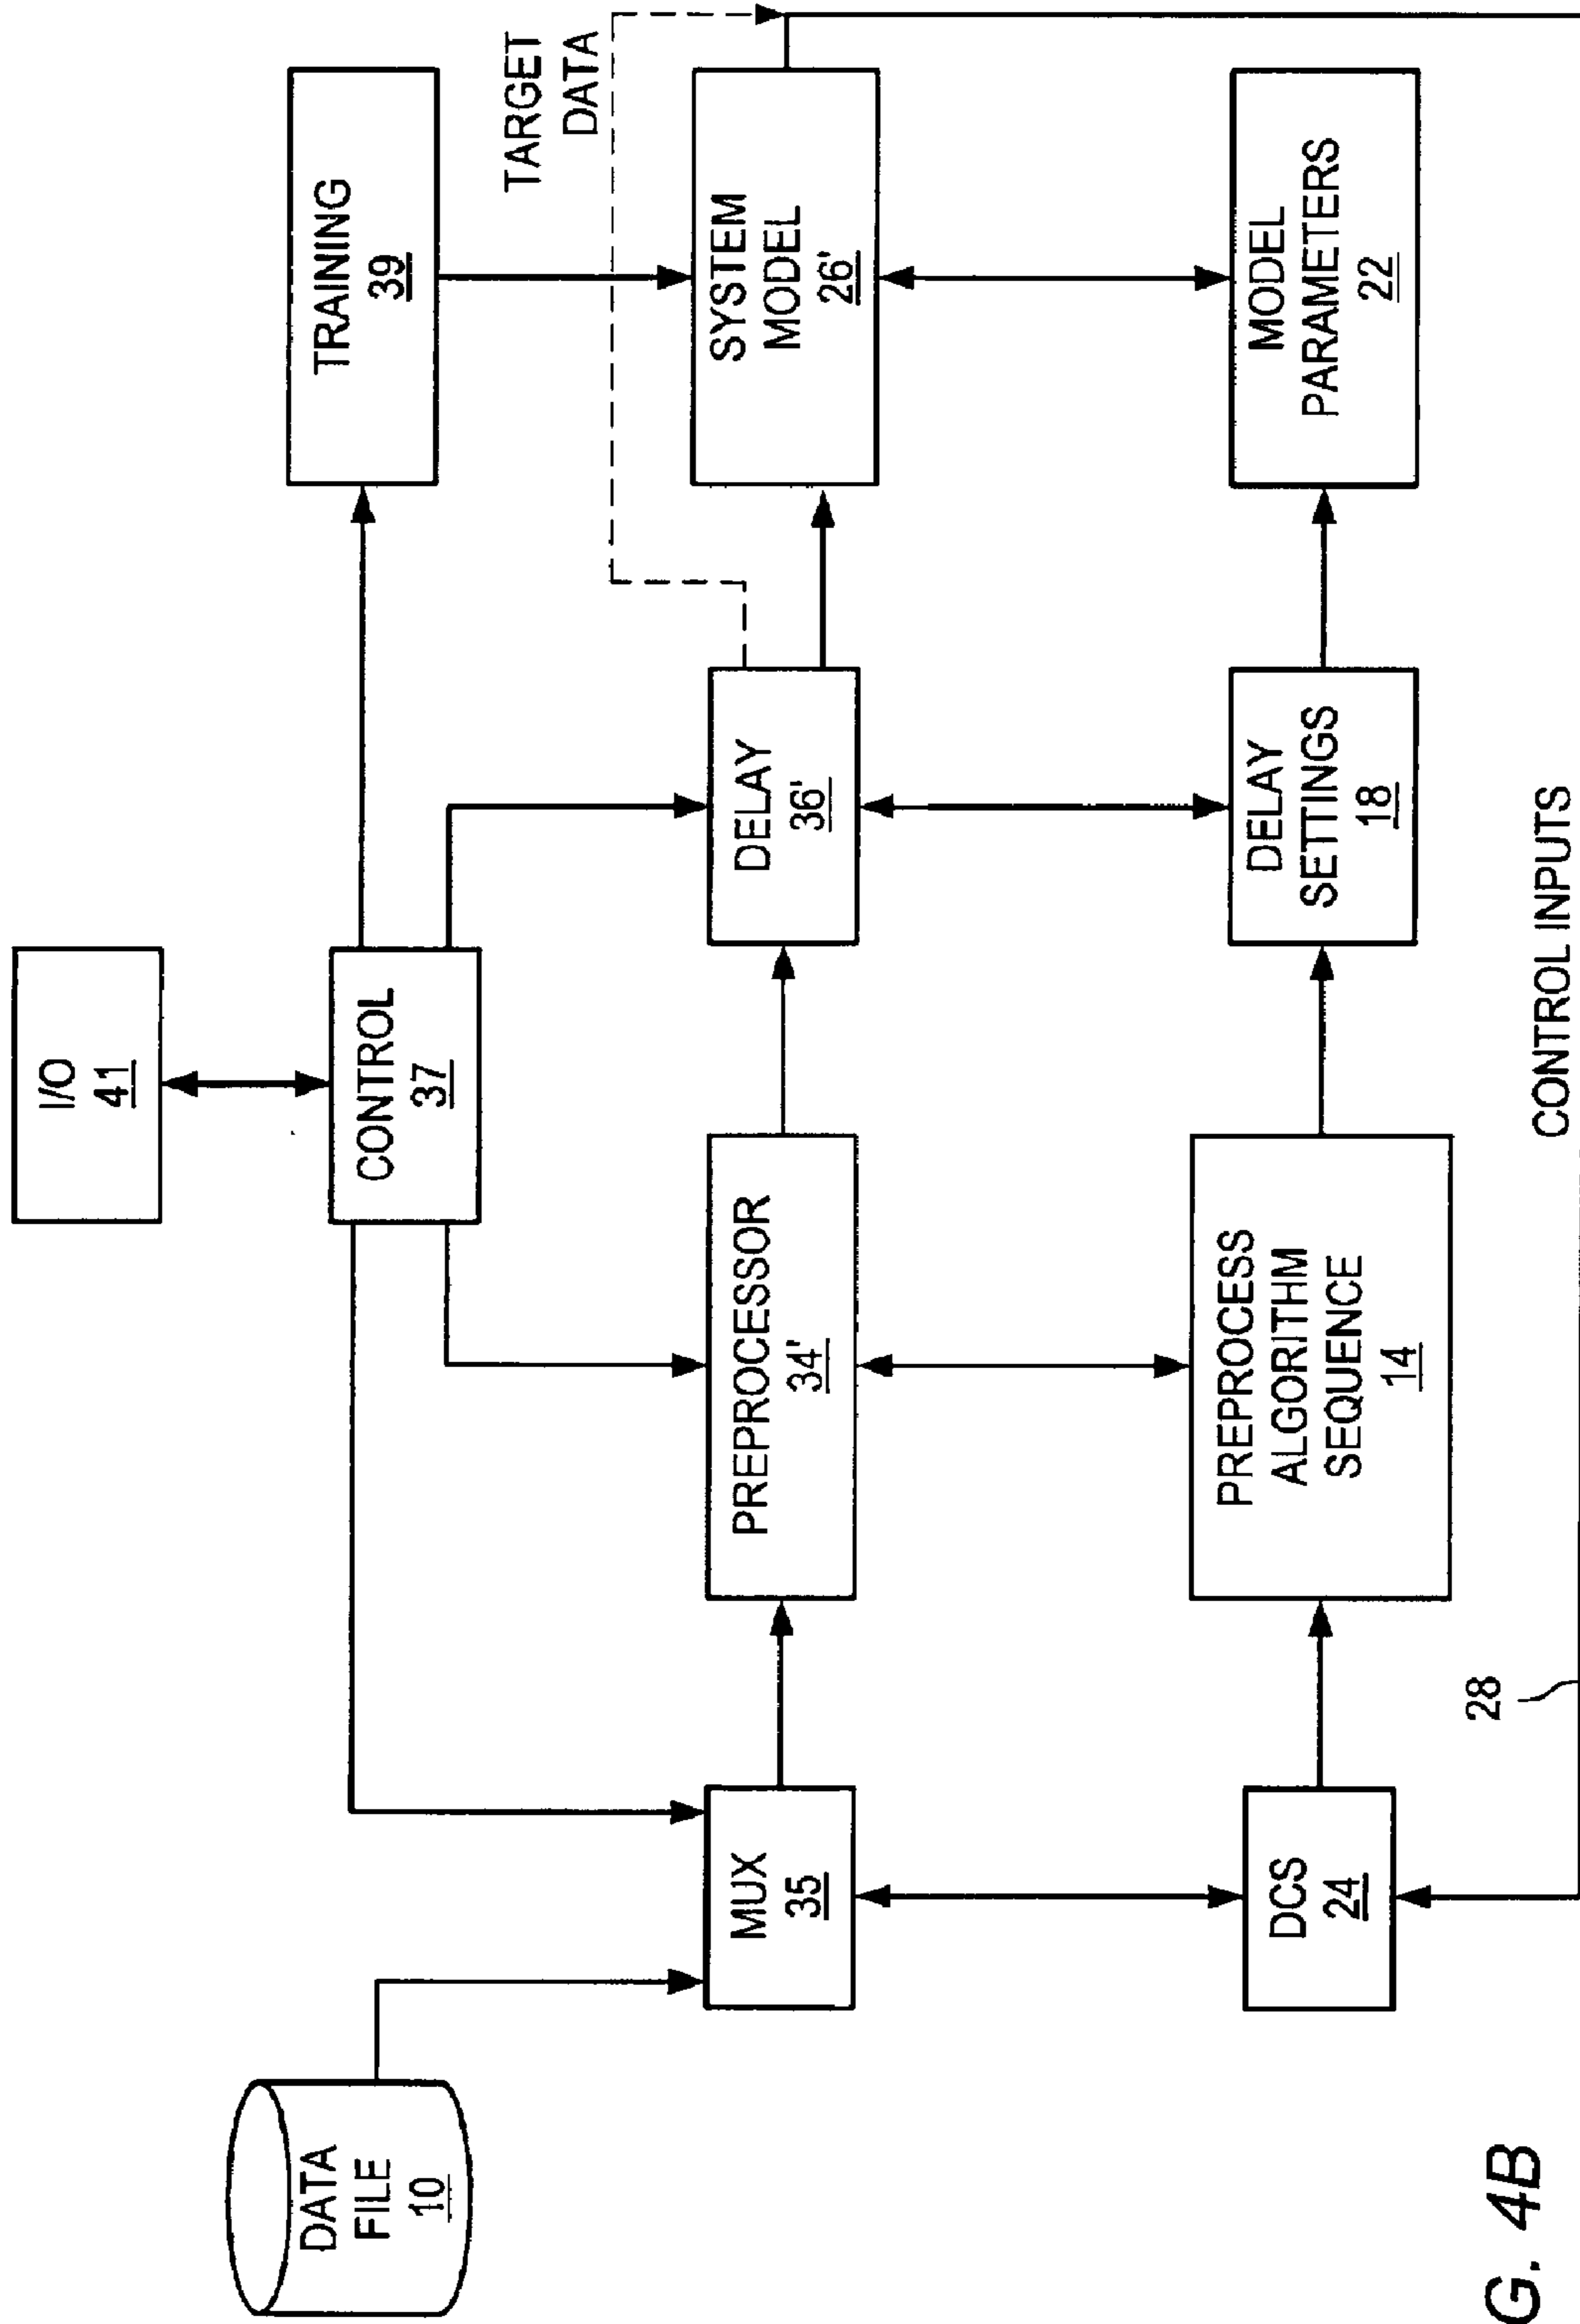 I/O
41
DATA
FILE
10
CONTROL
37
TRAINING
39
TARGET
DATA
MUX
35
PREPROCESSOR
34'
DELAY
36'
SYSTEM
MODEL
26'
DCS
24
PREPROCESS
ALGORITHM
SEQUENCE
14
DELAY
SETTINGS
18
MODEL
PARAMETERS
22
28
CONTROL INPUTS
G. 4B